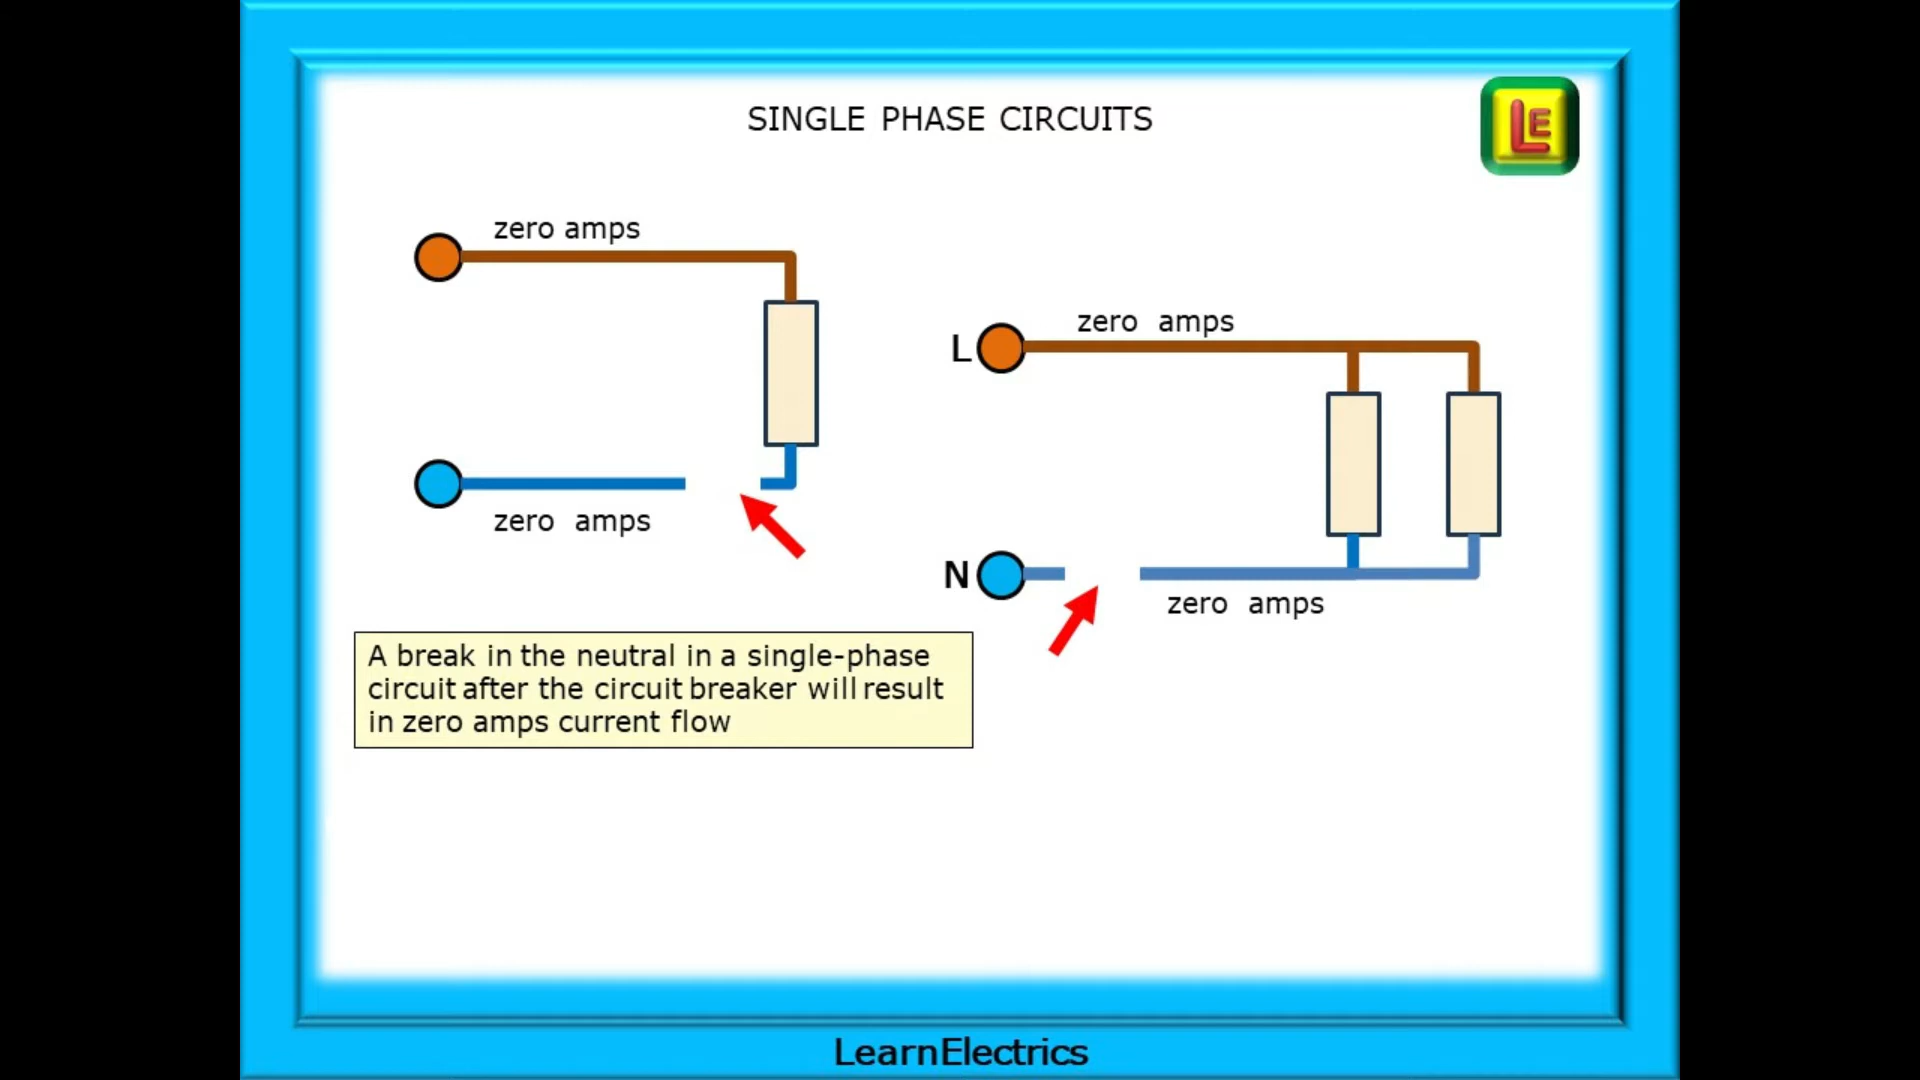 SINGLE PHASE CIRCUITS
LE
zero amps
zero amps
L
zero amps
N
zero amps
A break in the neutral in a single-phase
circuit after the circuit breaker will result
in zero amps current flow
LearnElectrics